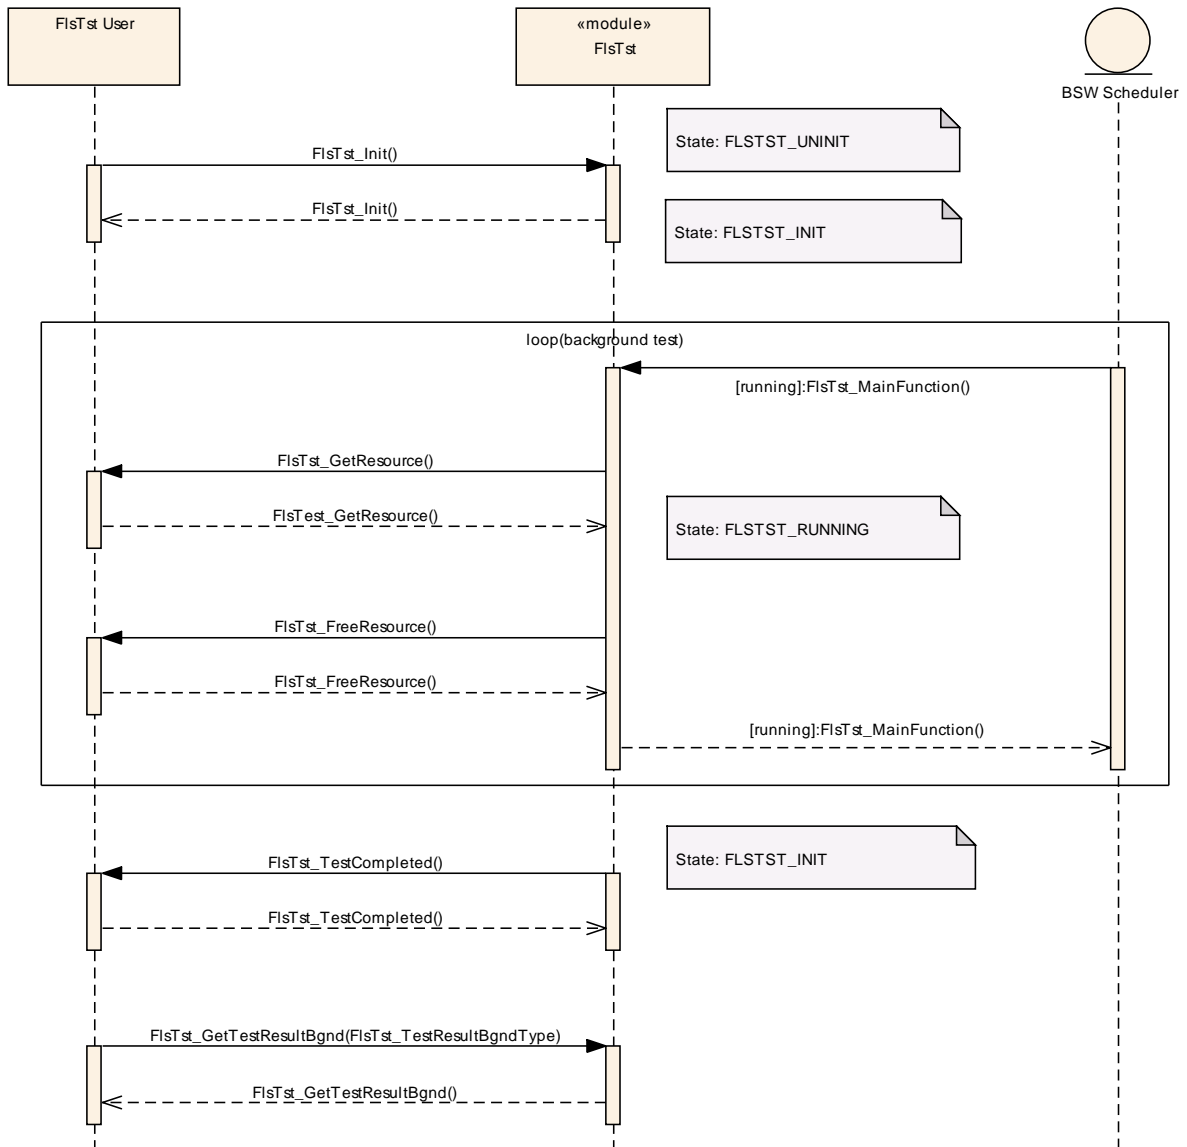 FlsTst User
«module»
FlsTst
BSW Scheduler
State: FLSTST_UNINIT
FlsTst_Init()
FlsTst_Init()
State: FLSTST_INIT
loop(background test)
[running]:FlsTst_MainFunction()
FlsTst_GetResource()
FlsTest_GetResource()
State: FLSTST_RUNNING
FlsTst_FreeResource()
FlsTst_FreeResource()
[running]:FlsTst_MainFunction()
State: FLSTST_INIT
FlsTst_TestCompleted()
FlsTst_TestCompleted()
FlsTst_GetTestResultBgnd(FlsTst_TestResultBgndType)
FlsTst_GetTestResultBgnd()